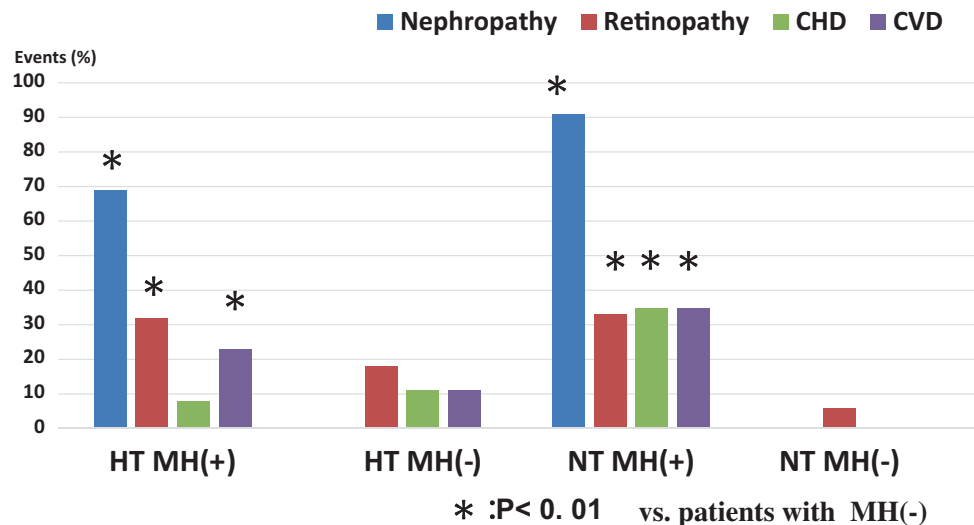 Nephropathy Retinopathy CHD CVD
Events (%)
100
90
80
70
60
50
40
30
20
10
0
* * * * * * *
HT MH(+) HT MH(-) NT MH(+) NT MH(-)
* :P< 0. 01 vs. patients with MH(-)